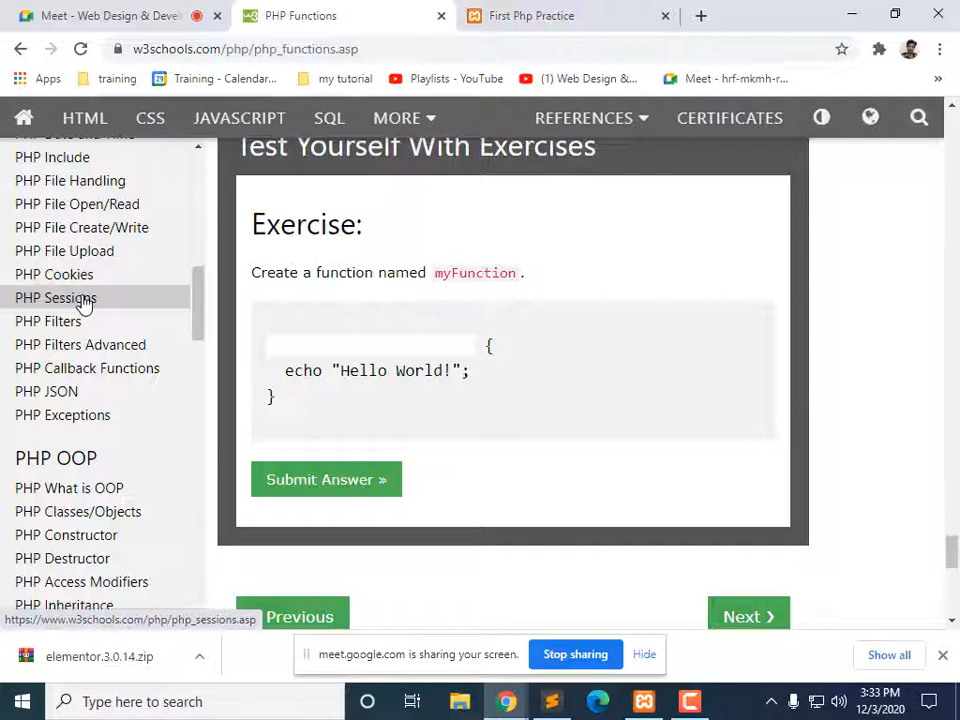 Meet - Web Design & Devel
PHP Functions
First Php Practice
w3schools.com/php/php_functions.asp
Apps
training
Training - Calendar...
my tutorial
Playlists - YouTube
(1) Web Design &...
Meet - hrf-mkmh-r...
»
HTML
CSS
JAVASCRIPT
SQL
MORE
REFERENCES
CERTIFICATES
PHP Date and Time
PHP Include
PHP File Handling
PHP File Open/Read
PHP File Create/Write
PHP File Upload
PHP Cookies
PHP Sessions
PHP Filters
PHP Filters Advanced
PHP Callback Functions
PHP JSON
PHP Exceptions
PHP OOP
PHP What is OOP
PHP Classes/Objects
PHP Constructor
PHP Destructor
PHP Access Modifiers
PHP Inheritance
Test Yourself With Exercises
Exercise:
Create a function named myFunction.
{
echo "Hello World!";
}
Submit Answer »
Previous
Next ❯
https://www.w3schools.com/php/php_sessions.asp
elementor.3.0.14.zip
meet.google.com is sharing your screen.
Stop sharing
Hide
Show all
Type here to search
3:33 PM
12/3/2020